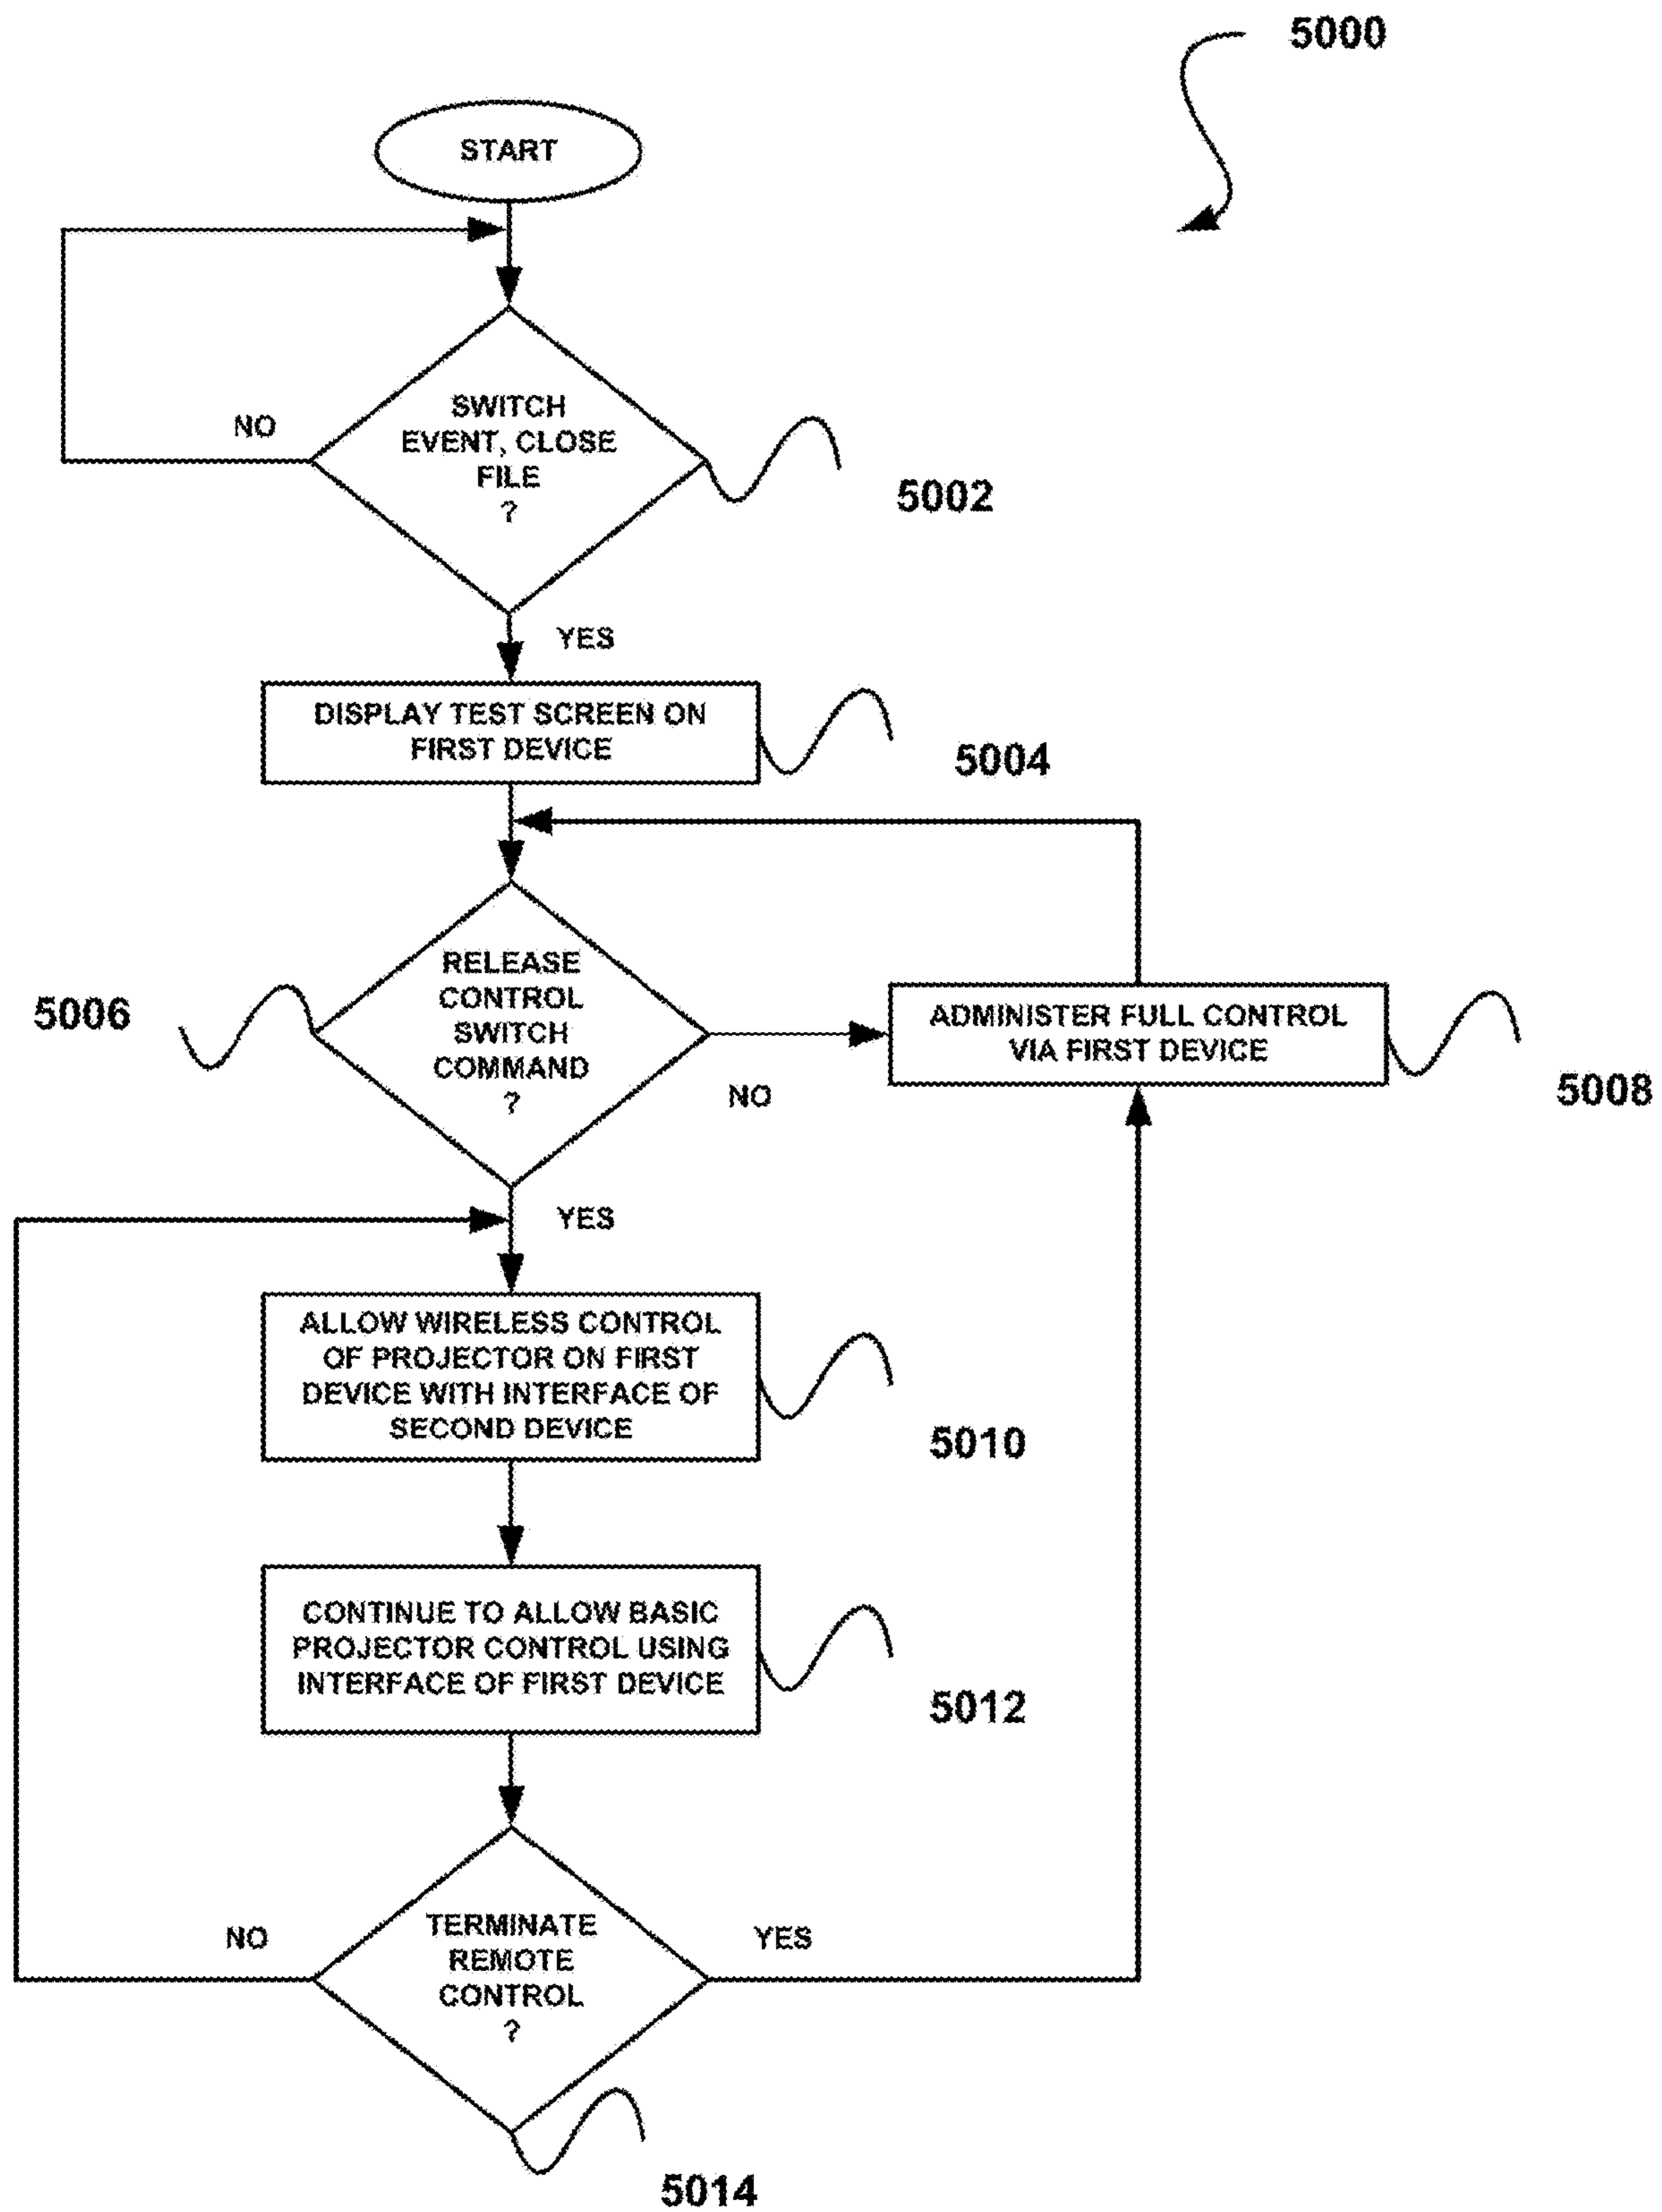 5000
START
SWITCH
EVENT, CLOSE
FILE
?
NO
5002
YES
DISPLAY TEST SCREEN ON
FIRST DEVICE
5004
RELEASE
CONTROL
SWITCH
COMMAND
?
5006
NO
ADMINISTER FULL CONTROL
VIA FIRST DEVICE
5008
YES
ALLOW WIRELESS CONTROL
OF PROJECTOR ON FIRST
DEVICE WITH INTERFACE OF
SECOND DEVICE
5010
CONTINUE TO ALLOW BASIC
PROJECTOR CONTROL USING
INTERFACE OF FIRST DEVICE
5012
NO
TERMINATE
REMOTE
CONTROL
?
YES
5014